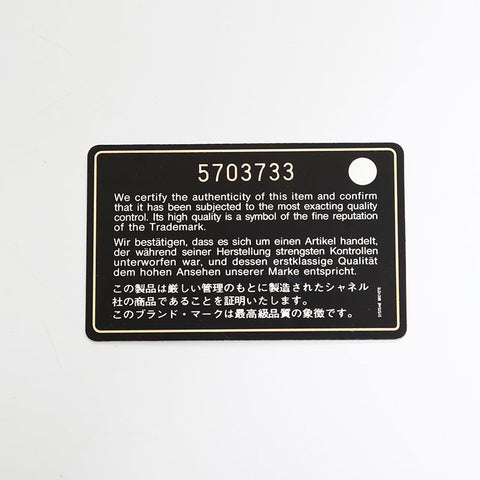 5703733
We certify the authenticity of this item and confirm
that it has been subjected to the most exacting quality
control. Its high quality is a symbol of the fine reputation
of the Trademark.
Wir bestätigen, dass es sich um einen Artikel handelt,
der während seiner Herstellung strengsten Kontrollen
unterworfen war, und dessen erstklassige Qualität
dem hohen Ansehen unserer Marke entspricht.
この製品は厳しい管理のもとに製造されたシャネル
社の商品であることを証明いたします。
このブランド・マークは最高級品質の象徴です。